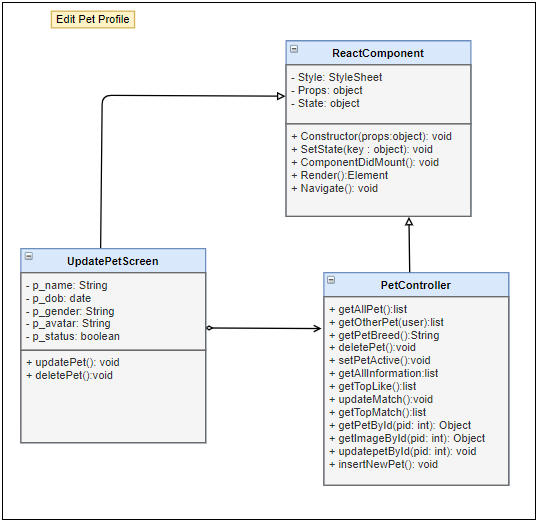 Edit Pet Profile
ReactComponent
- Style: StyleSheet
- Props: object
- State: object
+ Constructor(props:object): void
+ SetState(key : object): void
+ ComponentDidMount(): void
+ Render():Element
+ Navigate(): void
UpdatePetScreen
- p_name: String
- p_dob: date
- p_gender: String
- p_avatar: String
- p_status: boolean
+ updatePet(): void
+ deletePet():void
PetController
+ getAllPet():list
+ getOtherPet(user):list
+ getPetBreed():String
+ deletePet():void
+ setPetActive():void
+ getAllInformation:list
+ getTopLike():list
+ updateMatch():void
+ getTopMatch():list
+ getPetById(pid: int): Object
+ getImageById(pid: int): Object
+ updatepetById(pid: int): void
+ insertNewPet(): void